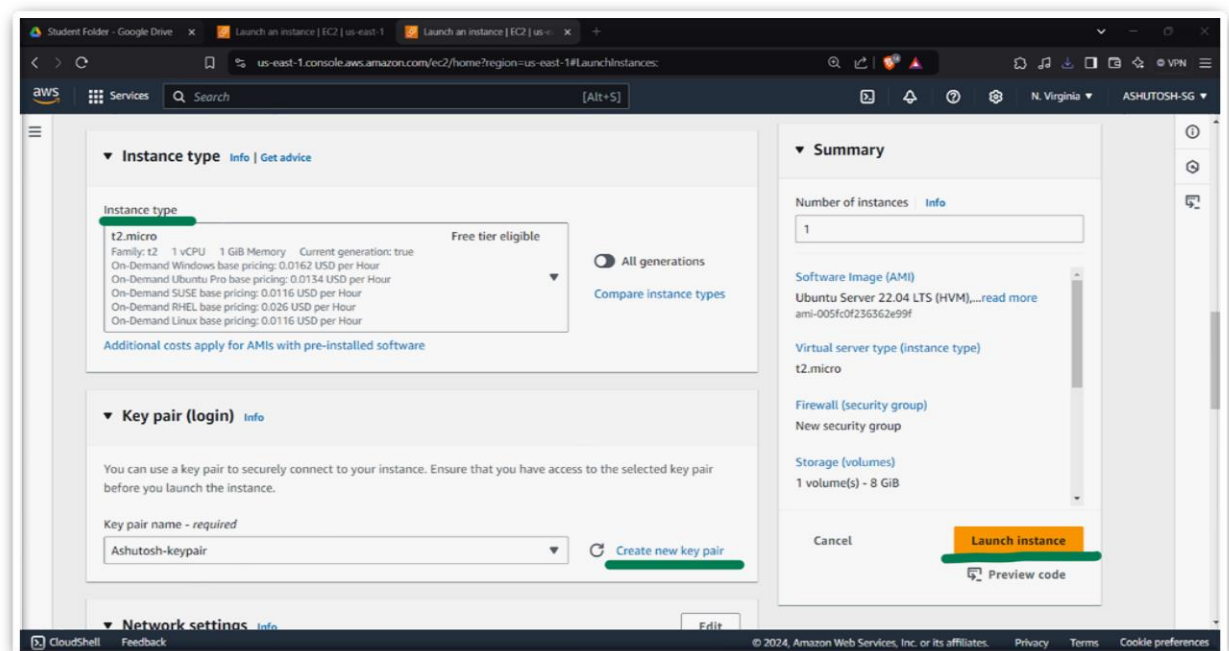 Student Folder - Google Drive
Launch an instance | EC2 | us-east-1
Launch an instance | EC2 | us-e
us-east-1.console.aws.amazon.com/ec2/home?region=us-east-1#LaunchInstances:
VPN
aws
Services
Search
[Alt+S]
N. Virginia
ASHUTOSH-SG
Instance type Info | Get advice
Instance type
t2.micro
Free tier eligible
Family: t2 1 vCPU 1 GiB Memory Current generation: true
On-Demand Windows base pricing: 0.0162 USD per Hour
On-Demand Ubuntu Pro base pricing: 0.0134 USD per Hour
On-Demand SUSE base pricing: 0.0116 USD per Hour
On-Demand RHEL base pricing: 0.026 USD per Hour
On-Demand Linux base pricing: 0.0116 USD per Hour
All generations
Compare instance types
Additional costs apply for AMIs with pre-installed software
Key pair (login) Info
You can use a key pair to securely connect to your instance. Ensure that you have access to the selected key pair
before you launch the instance.
Key pair name - required
Ashutosh-keypair
Create new key pair
Network settings Info
Edit
Summary
Number of instances Info
1
Software Image (AMI)
Ubuntu Server 22.04 LTS (HVM),...read more
ami-005fc0f236362e99f
Virtual server type (instance type)
t2.micro
Firewall (security group)
New security group
Storage (volumes)
1 volume(s) - 8 GiB
Cancel
Launch instance
Preview code
CloudShell
Feedback
© 2024, Amazon Web Services, Inc. or its affiliates.
Privacy
Terms
Cookie preferences